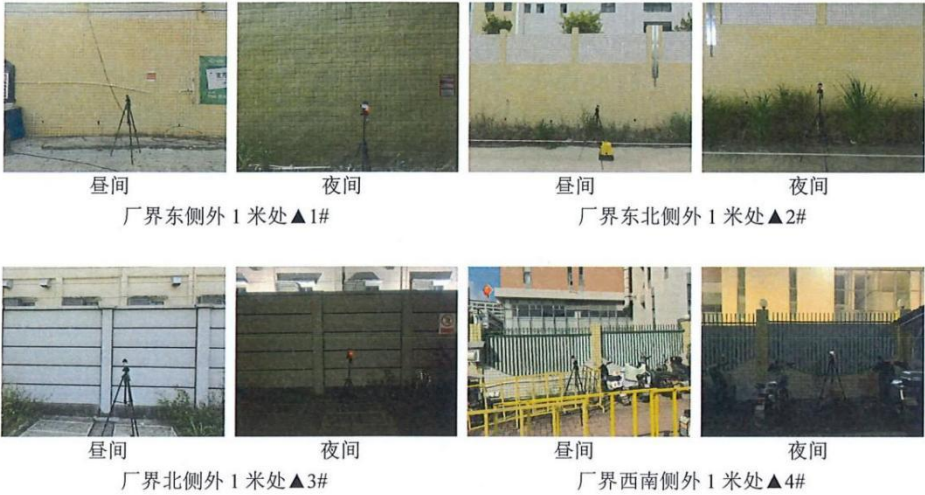 昼间 夜间 昼间 夜间
厂界东侧外 1 米处▲1# 厂界东北侧外 1 米处▲2#
昼间 夜间 昼间 夜间
厂界北侧外 1 米处▲3# 厂界西南侧外 1 米处▲4#